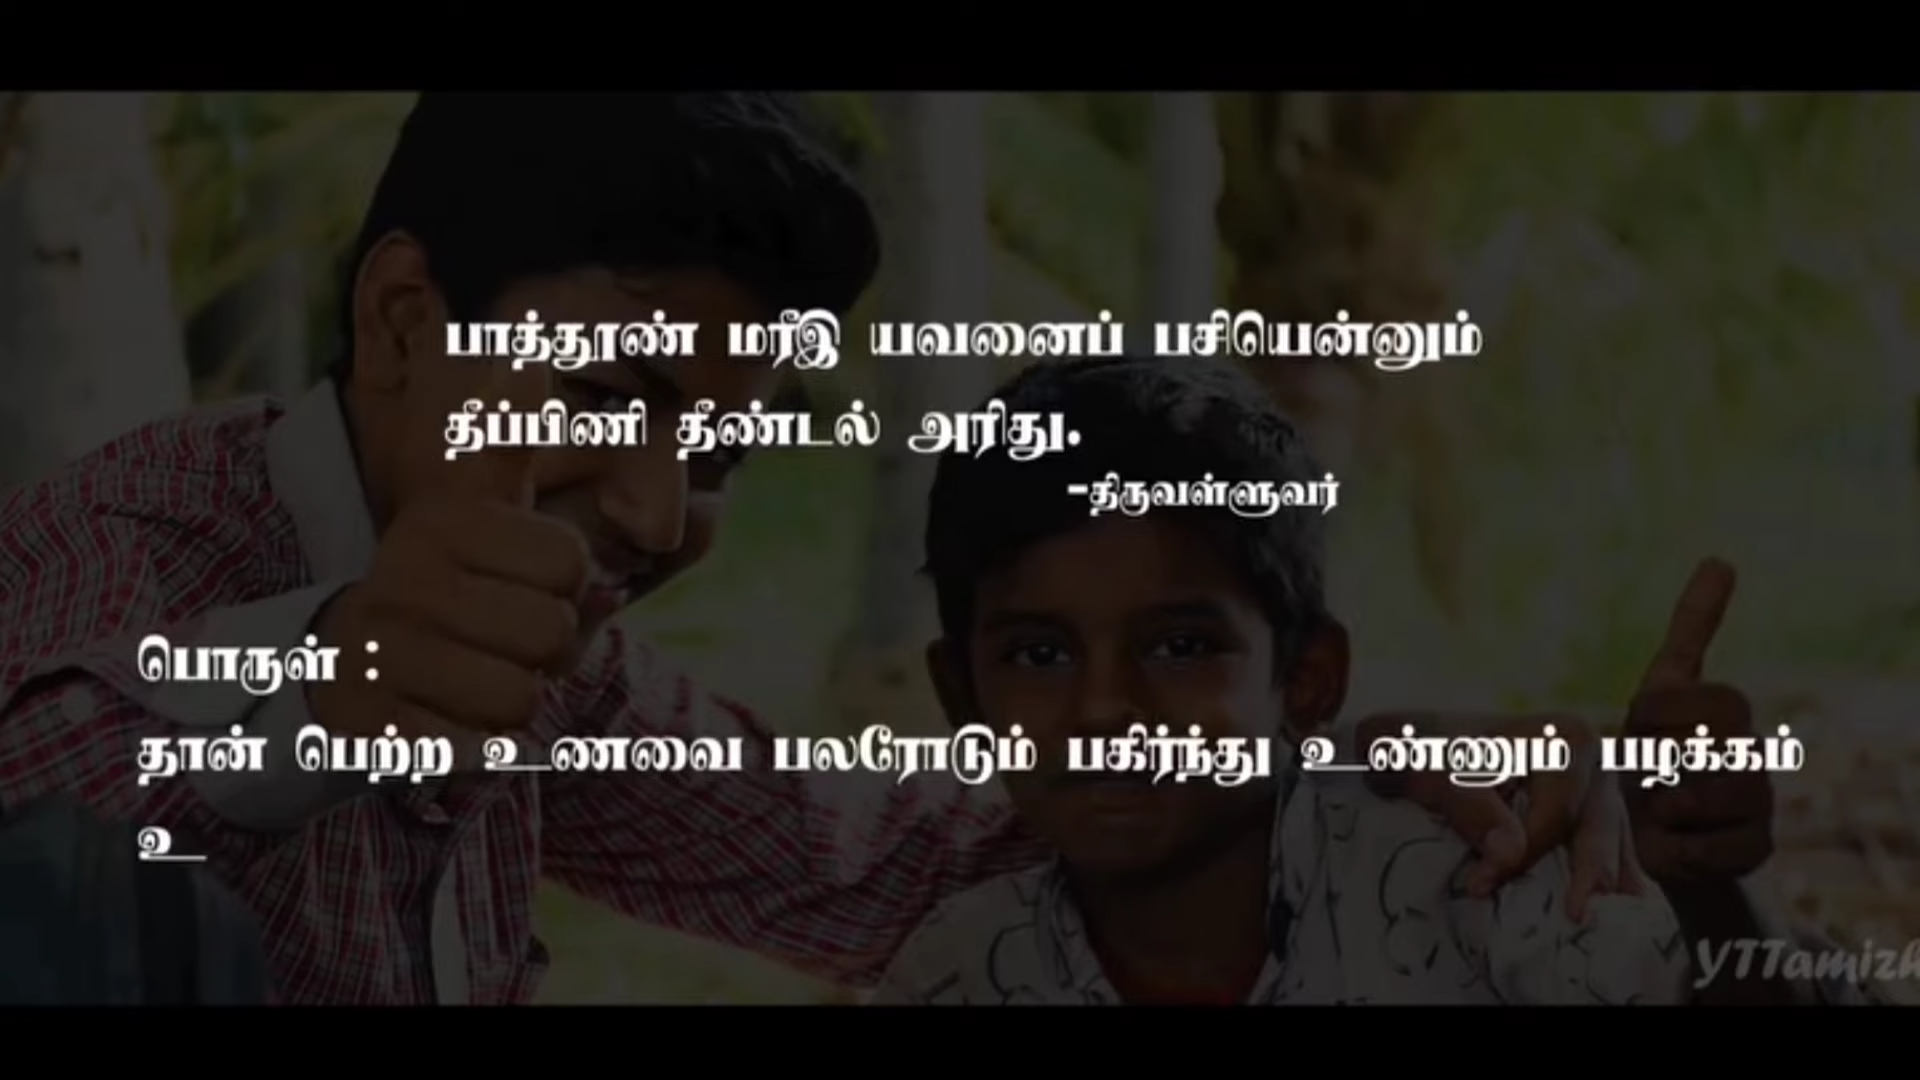 பாத்தூண் மரீஇ யவனைப் பசியென்னும்
தீப்பிணி தீண்டல் அரிது.
-திருவள்ளுவர்
பொருள் :
தான் பெற்ற உணவை பலரோடும் பகிர்ந்து உண்ணும் பழக்கம்
உ
YTTamizh